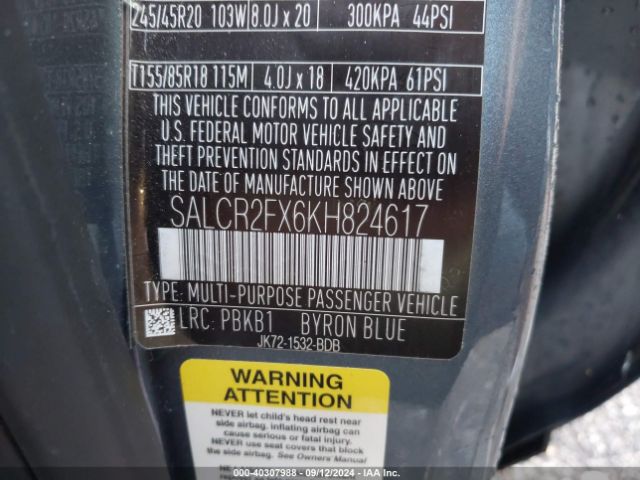 245/45R20 103W 8.0J x 20 300KPA 44PSI
T155/85R18 115M 4.0J x 18 420KPA 61PSI
THIS VEHICLE CONFORMS TO ALL APPLICABLE
U.S. FEDERAL MOTOR VEHICLE SAFETY AND
THEFT PREVENTION STANDARDS IN EFFECT ON
THE DATE OF MANUFACTURE SHOWN ABOVE
SALCR2FX6KH824617
TYPE: MULTI-PURPOSE PASSENGER VEHICLE
LRC: PBKB1 BYRON BLUE
JK72-1532-BDB
WARNING
ATTENTION
NEVER let child's head rest near
side airbag. inflating airbag can
cause serious or fatal injury.
NEVER use seat covers that block
the side airbag. See Owners' Manual
COPART - 40307988 - 09/12/2024 - IAA Inc.